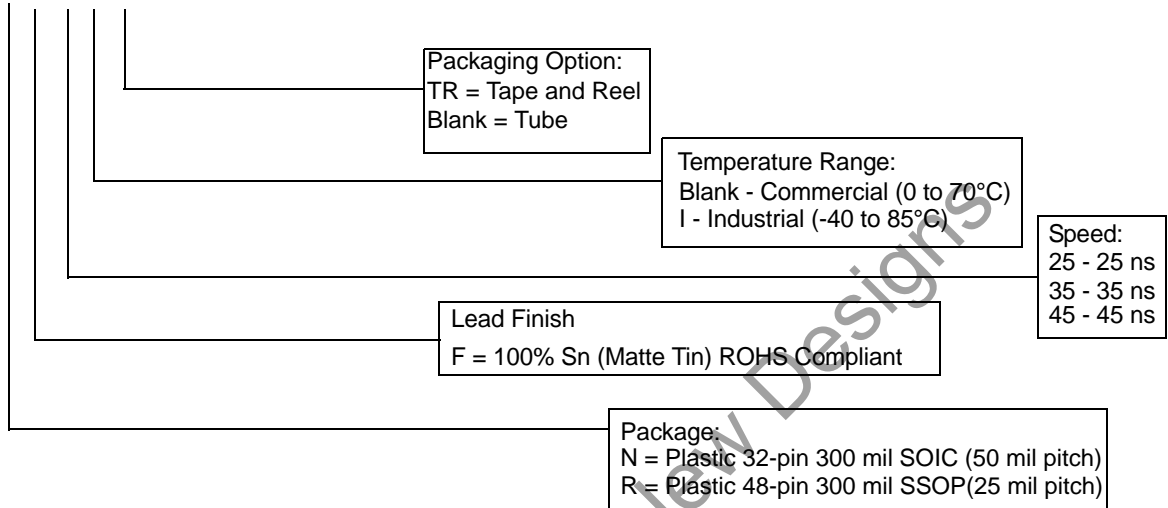 Packaging Option:
TR = Tape and Reel
Blank = Tube
Temperature Range:
Blank - Commercial (0 to 70°C)
I - Industrial (-40 to 85°C)
Speed:
25 - 25 ns
35 - 35 ns
45 - 45 ns
Lead Finish
F = 100% Sn (Matte Tin) ROHS Compliant
Package:
N = Plastic 32-pin 300 mil SOIC (50 mil pitch)
R = Plastic 48-pin 300 mil SSOP(25 mil pitch)
New Designs